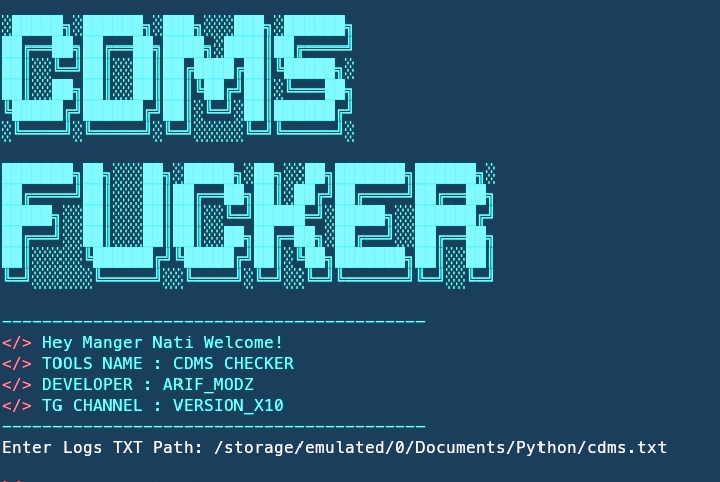 CDMS
FUCKER
</> Hey Manger Nati Welcome!
</> TOOLS NAME : CDMS CHECKER
</> DEVELOPER : ARIF_MODZ
</> TG CHANNEL : VERSION_X10
Enter Logs TXT Path: /storage/emulated/0/Documents/Python/cdms.txt